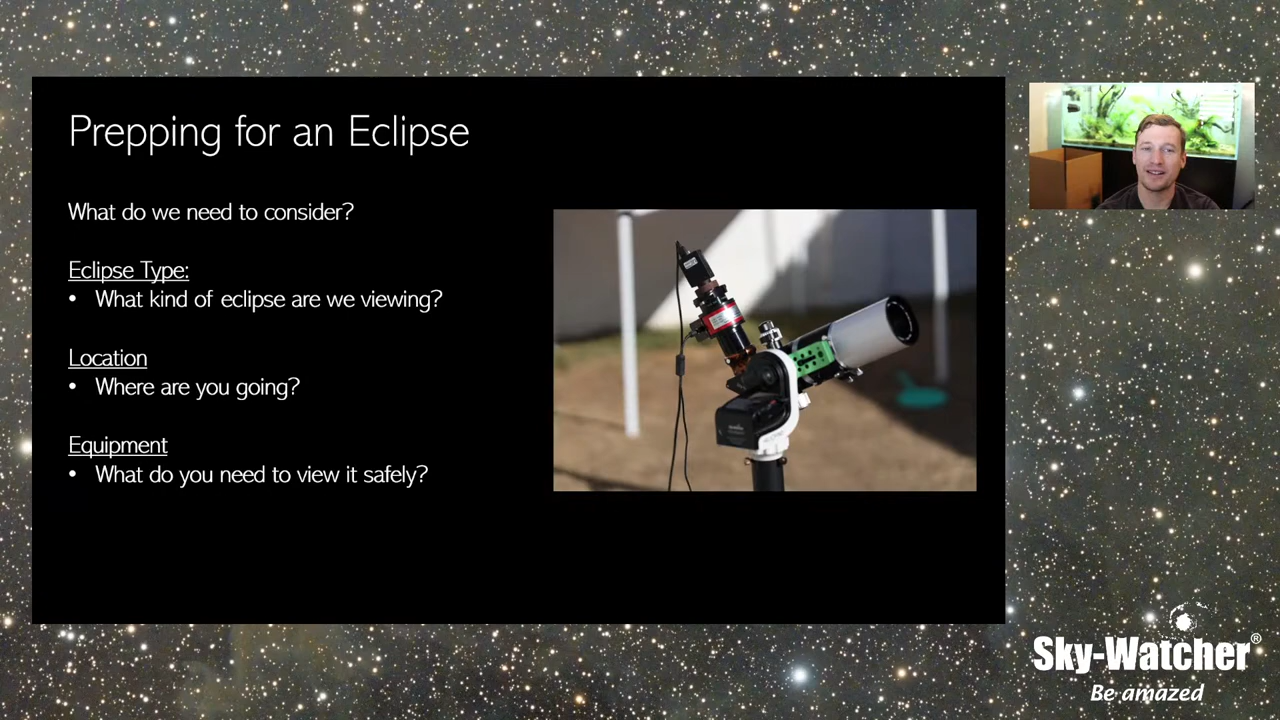 Prepping for an Eclipse
What do we need to consider?
Eclipse Type:
• What kind of eclipse are we viewing?
Location
• Where are you going?
Equipment
• What do you need to view it safely?
Sky-Watcher®
Be amazed